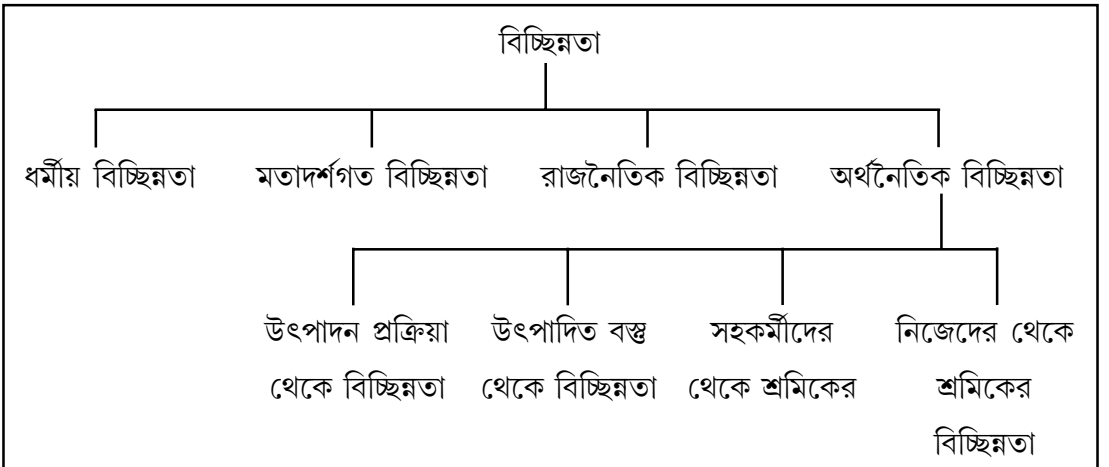 বিচ্ছিন্নতা
ধর্মীয় বিচ্ছিন্নতা মতাদর্শগত বিচ্ছিন্নতা রাজনৈতিক বিচ্ছিন্নতা অর্থনৈতিক বিচ্ছিন্নতা
উৎপাদন প্রক্রিয়া উৎপাদিত বস্তু সহকর্মীদের নিজেদের থেকে
থেকে বিচ্ছিন্নতা থেকে বিচ্ছিন্নতা থেকে শ্রমিকের শ্রমিকের
বিচ্ছিন্নতা